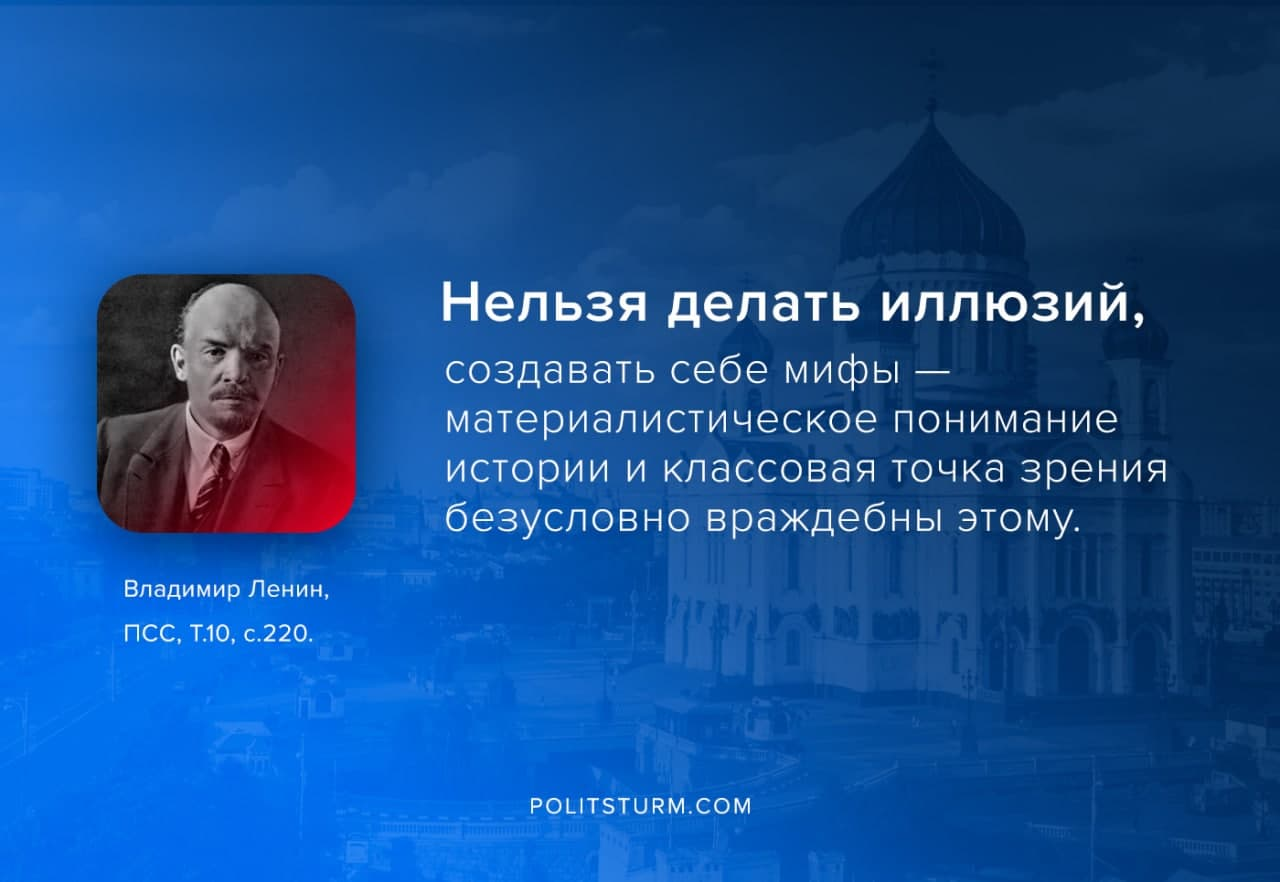 Нельзя делать иллюзий,
создавать себе мифы —
материалистическое понимание
истории и классовая точка зрения
безусловно враждебны этому.
Владимир Ленин,
ПСС, Т.10, с.220.
POLITSTURM.COM